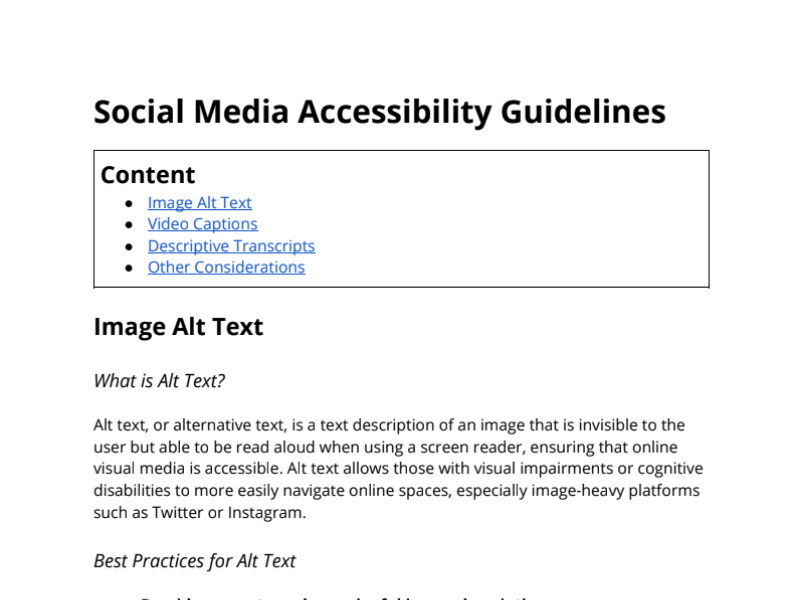 Social Media Accessibility Guidelines
Content
● Image Alt Text
● Video Captions
● Descriptive Transcripts
● Other Considerations
Image Alt Text
What is Alt Text?
Alt text, or alternative text, is a text description of an image that is invisible to the
user but able to be read aloud when using a screen reader, ensuring that online
visual media is accessible. Alt text allows those with visual impairments or cognitive
disabilities to more easily navigate online spaces, especially image-heavy platforms
such as Twitter or Instagram.
Best Practices for Alt Text